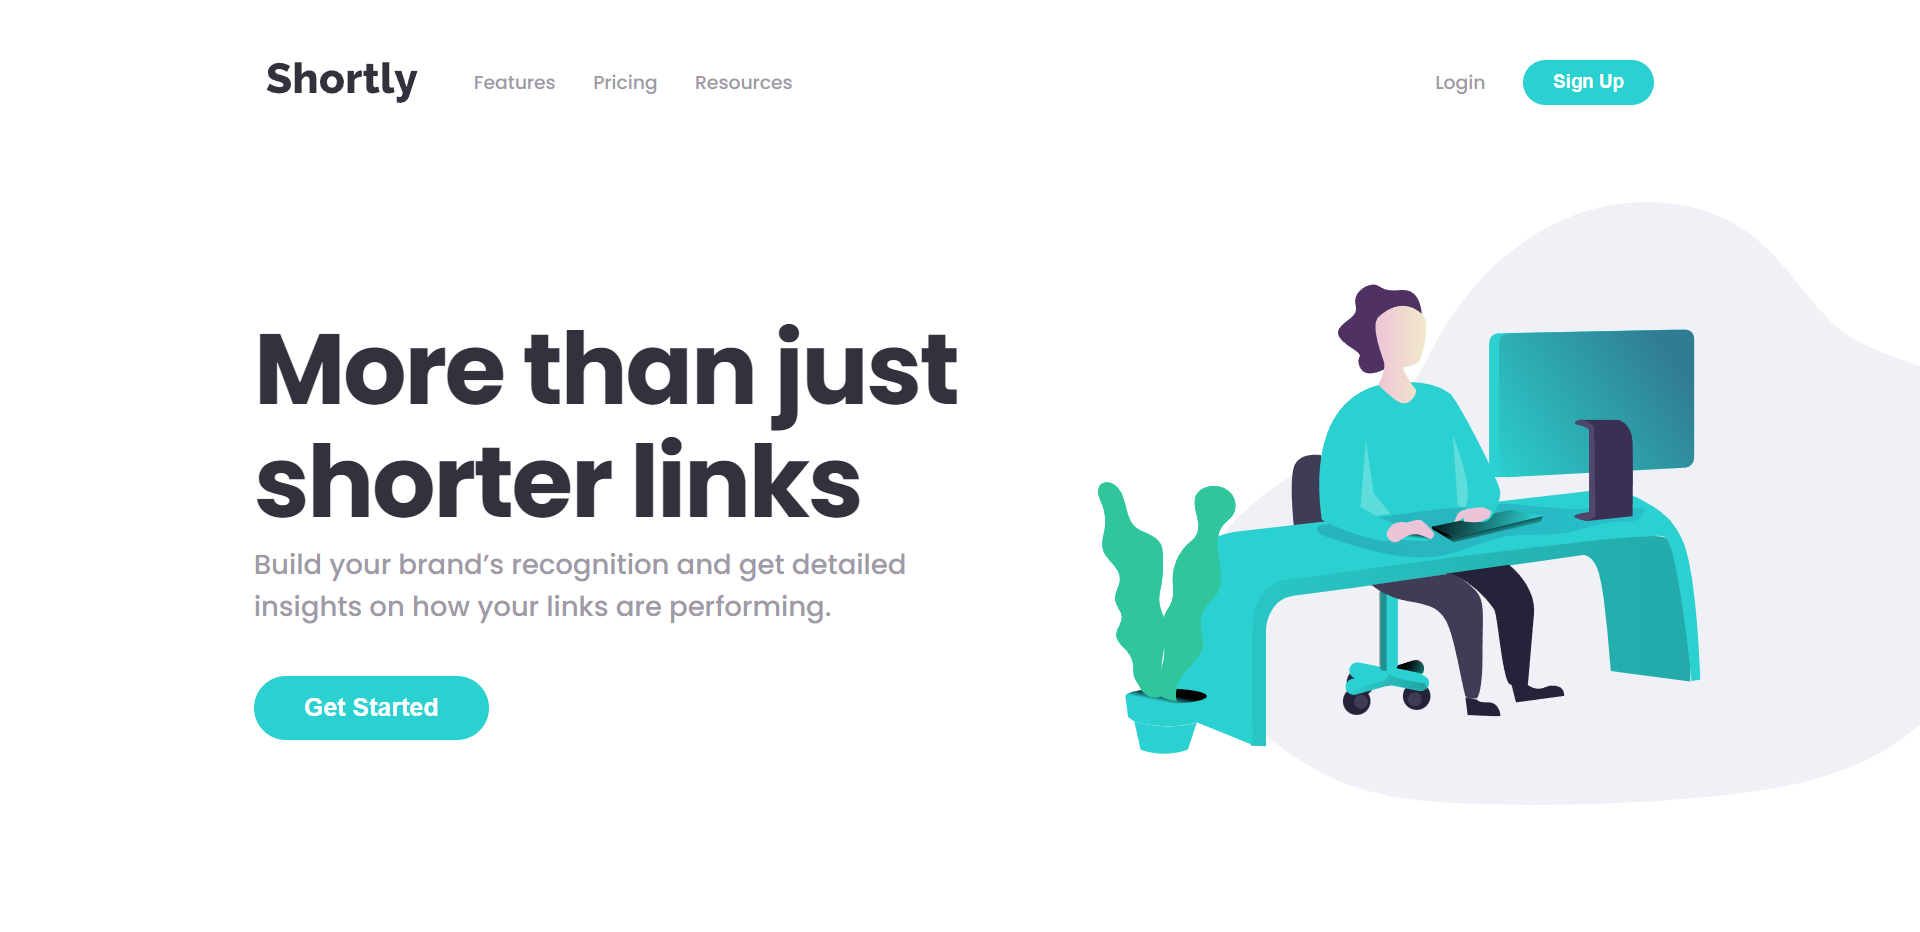 Shortly Features Pricing Resources Login Sign Up
More than just
shorter links
Build your brand’s recognition and get detailed
insights on how your links are performing.
Get Started